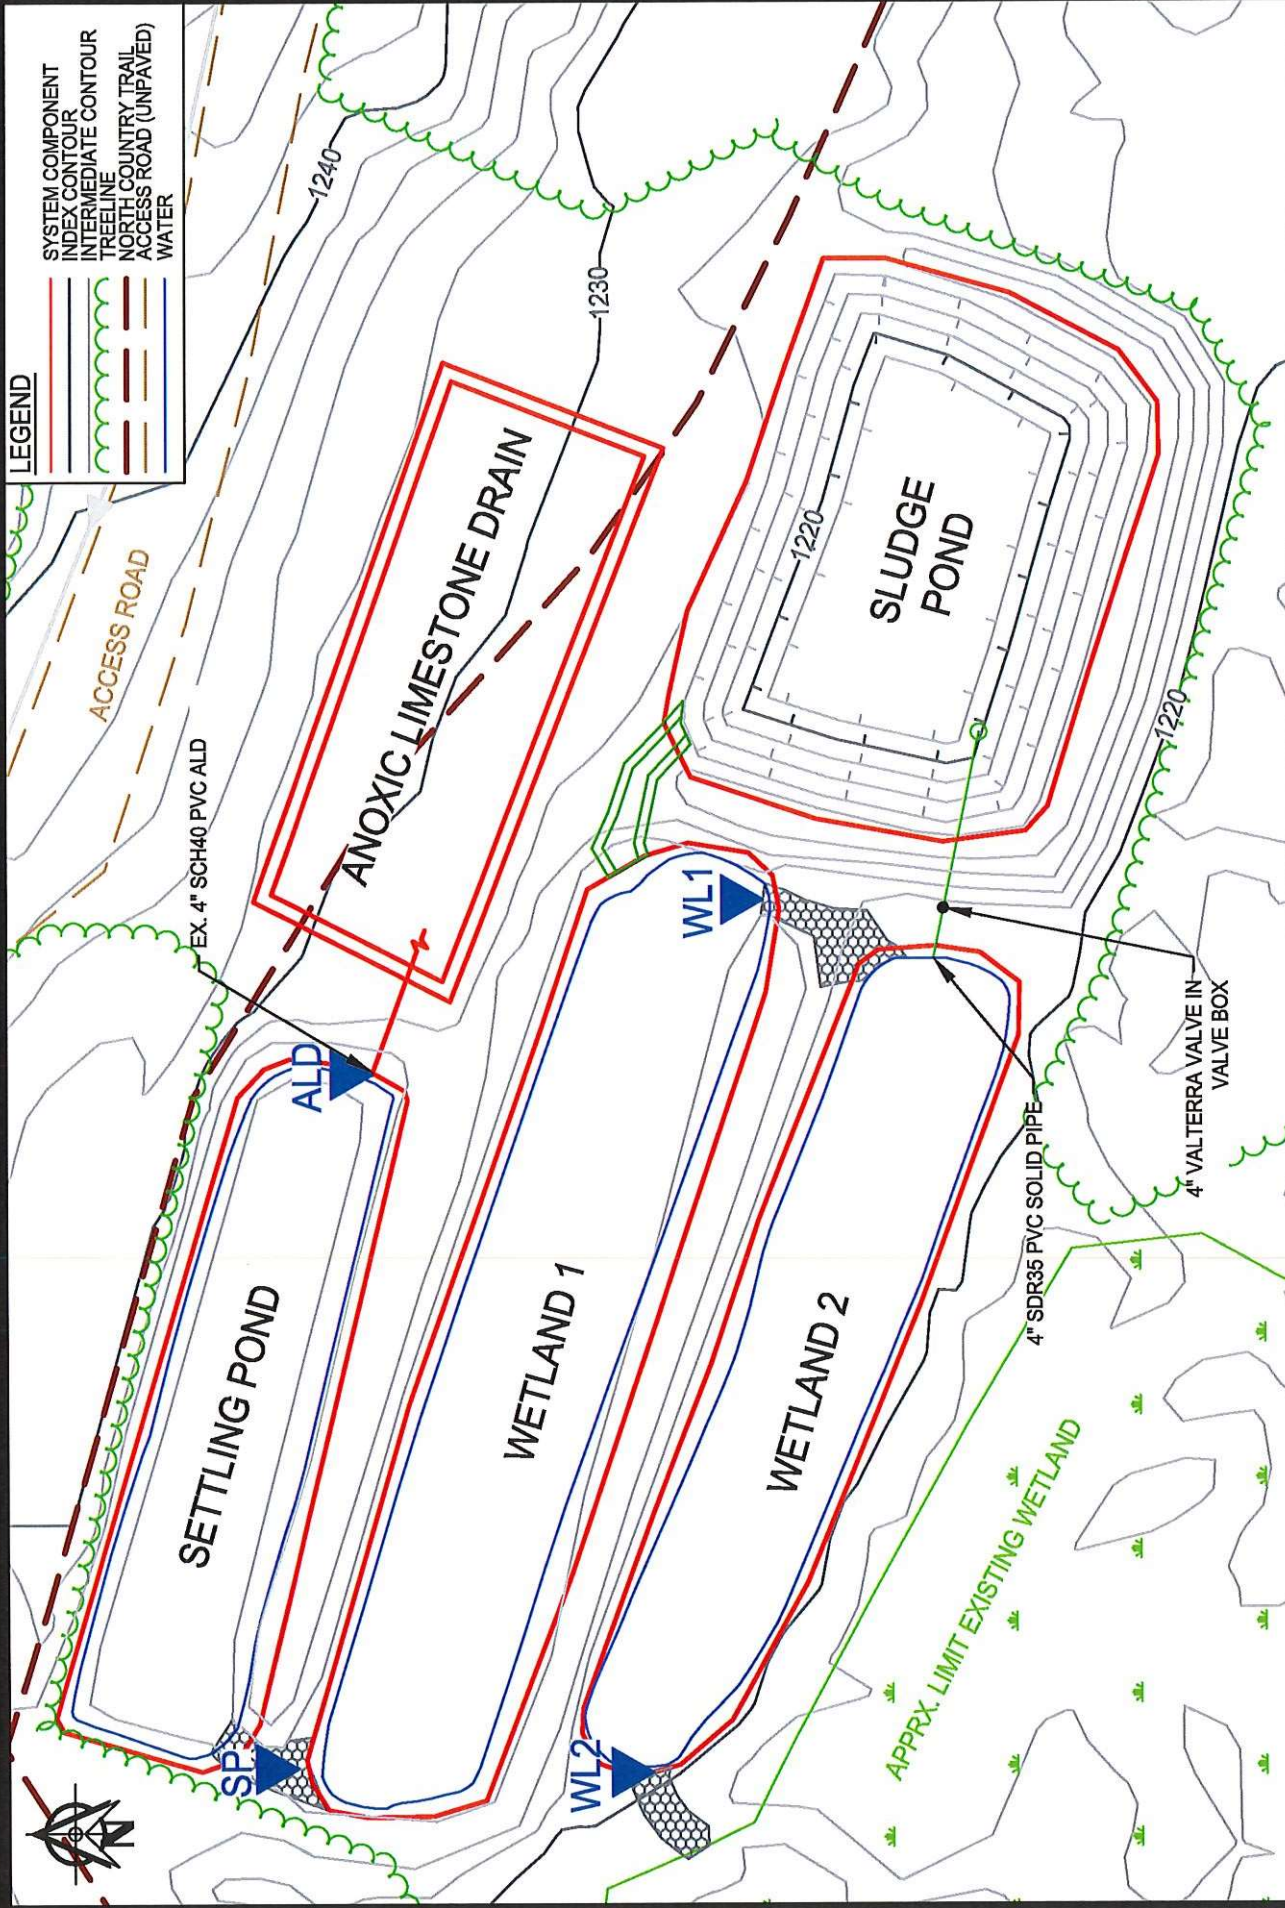 LEGEND
SYSTEM COMPONENT
INDEX CONTOUR
INTERMEDIATE CONTOUR
TREELINE
NORTH COUNTRY TRAIL
ACCESS ROAD (UNPAVED)
WATER
1240
ACCESS ROAD
1230
EX. 4" SCH40 PVC ALD
ANOXIC LIMESTONE DRAIN
ALD
SETTLING POND
SP
N
WETLAND 1
WL1
WETLAND 2
WL2
SLUDGE
POND
1220
1220
4" SDR35 PVC SOLID PIPE
4" VALTERRA VALVE IN
VALVE BOX
APPRX. LIMIT EXISTING WETLAND